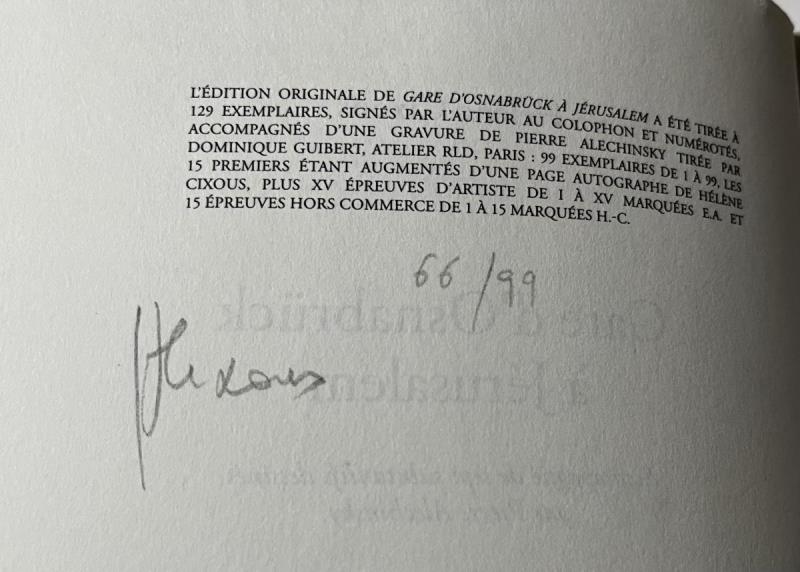 L'ÉDITION ORIGINALE DE GARE D'OSNABRÜCK À JÉRUSALEM A ÉTÉ TIRÉE À
129 EXEMPLAIRES, SIGNÉS PAR L'AUTEUR AU COLOPHON ET NUMÉROTÉS,
ACCOMPAGNÉS D'UNE GRAVURE DE PIERRE ALECHINSKY TIRÉE PAR
DOMINIQUE GUIBERT, ATELIER RLD, PARIS : 99 EXEMPLAIRES DE 1 À 99, LES
15 PREMIERS ÉTANT AUGMENTÉS D'UNE PAGE AUTOGRAPHE DE HÉLÈNE
CIXOUS, PLUS XV ÉPREUVES D'ARTISTE DE I À XV MARQUÉES E.A. ET
15 ÉPREUVES HORS COMMERCE DE 1 À 15 MARQUÉES H.-C.
66/99
Gare d'Osnabrück
à Jérusalem